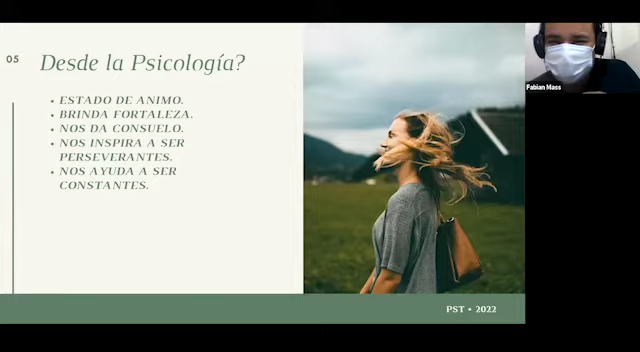 05
Desde la Psicología?
• ESTADO DE ANIMO.
• BRINDA FORTALEZA.
• NOS DA CONSUELO.
• NOS INSPIRA A SER
PERSEVERANTES.
• NOS AYUDA A SER
CONSTANTES.
PST • 2022
Fabian Mass